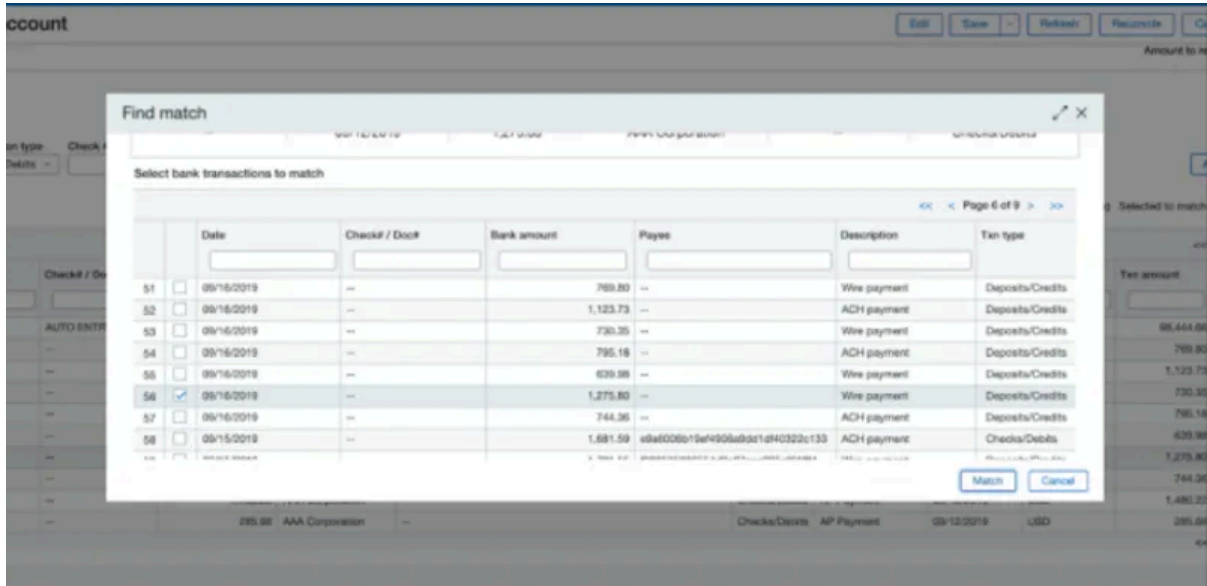 ccount
Edit Save Refresh Reconcile
Amount to
Find match
Select bank transactions to match
<< < Page 6 of 9 > >>
Date Check# / Doc# Bank amount Payee Description Txn type
51 09/16/2019 -- 769.80 -- Wire payment Deposits/Credits
52 09/16/2019 -- 1,123.73 -- ACH payment Deposits/Credits
53 09/16/2019 -- 730.35 -- Wire payment Deposits/Credits
54 09/16/2019 -- 795.18 -- ACH payment Deposits/Credits
55 09/16/2019 -- 639.98 -- Wire payment Deposits/Credits
56 09/16/2019 -- 1,275.80 -- Wire payment Deposits/Credits
57 09/16/2019 -- 744.36 -- ACH payment Deposits/Credits
58 09/15/2019 -- 1,681.59 ACH payment Checks/Debits
Match Cancel
on type Check
Debits
Selected to match
Check# / Do
Txn amount
AUTO ENTR
769.80
1,123.73
730.35
795.18
639.98
1,275.80
744.36
1,480.22
285.68 AAA Corporation -- Checks/Debits AP Payment 09/12/2019 USD 285.68